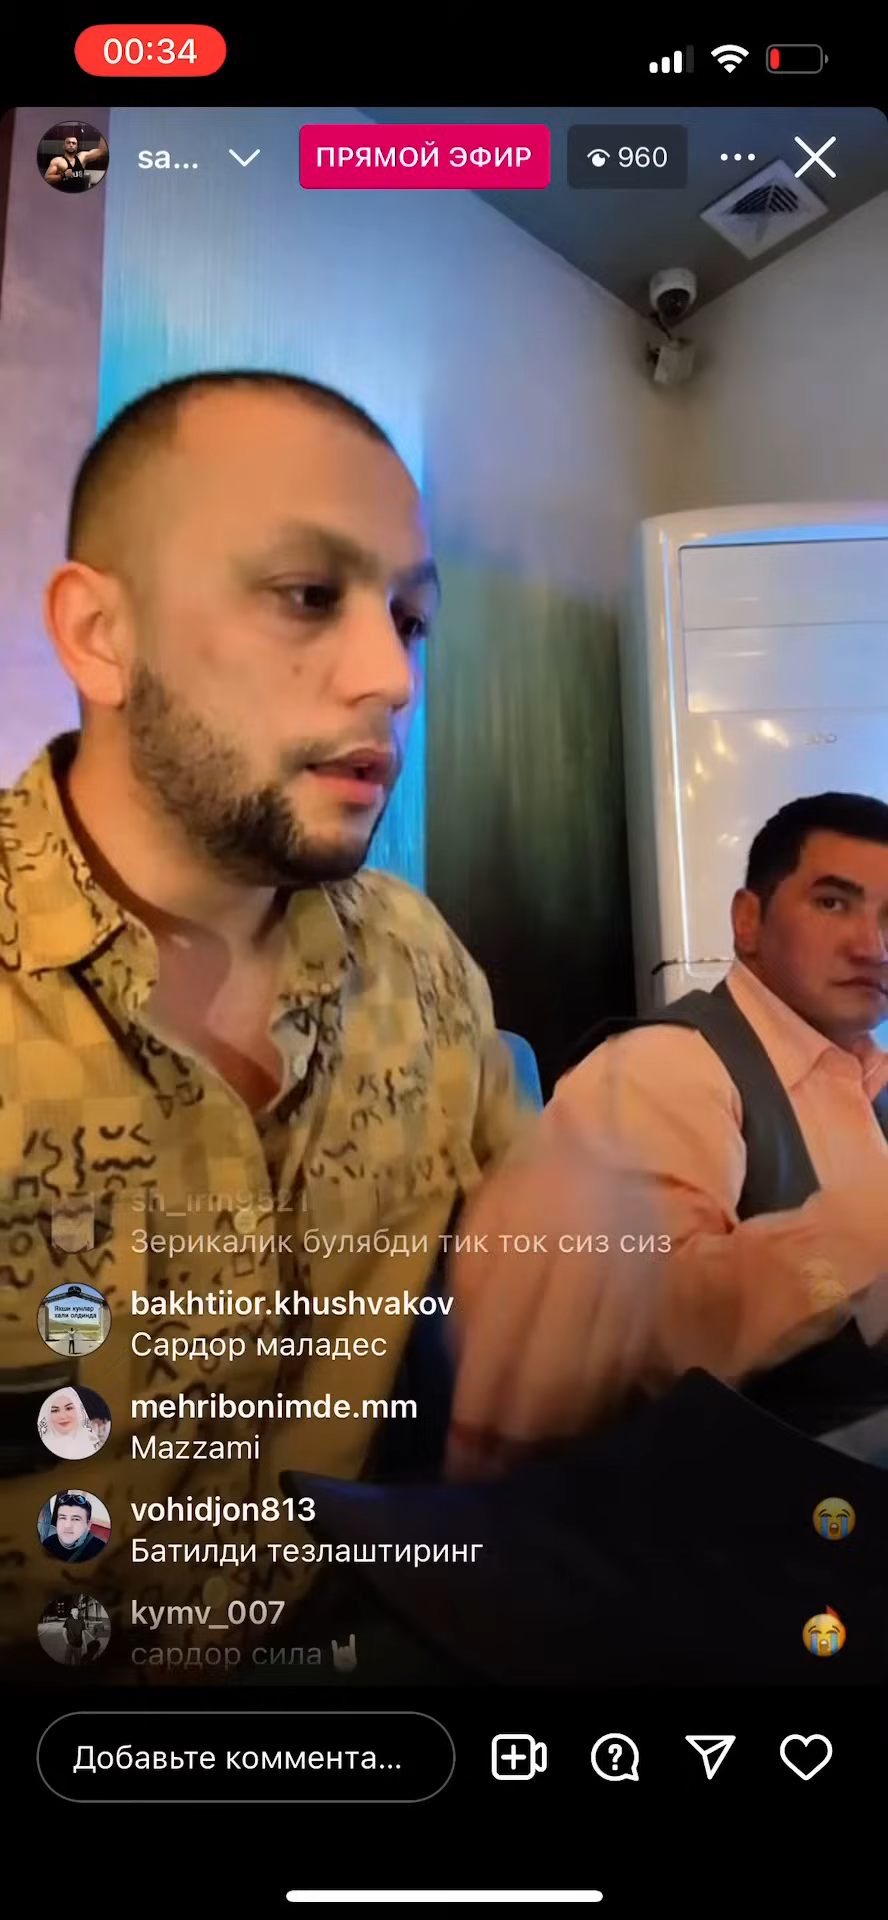 00:34
sa...
ПРЯМОЙ ЭФИР
960
sh_irin9521
Зерикалик булябди тик ток сиз сиз
bakhtiior.khushvakov
Сардор маладес
mehribonimde.mm
Mazzami
vohidjon813
Батилди тезлаштиринг
kymv_007
сардор сила🤘
Добавьте коммента...